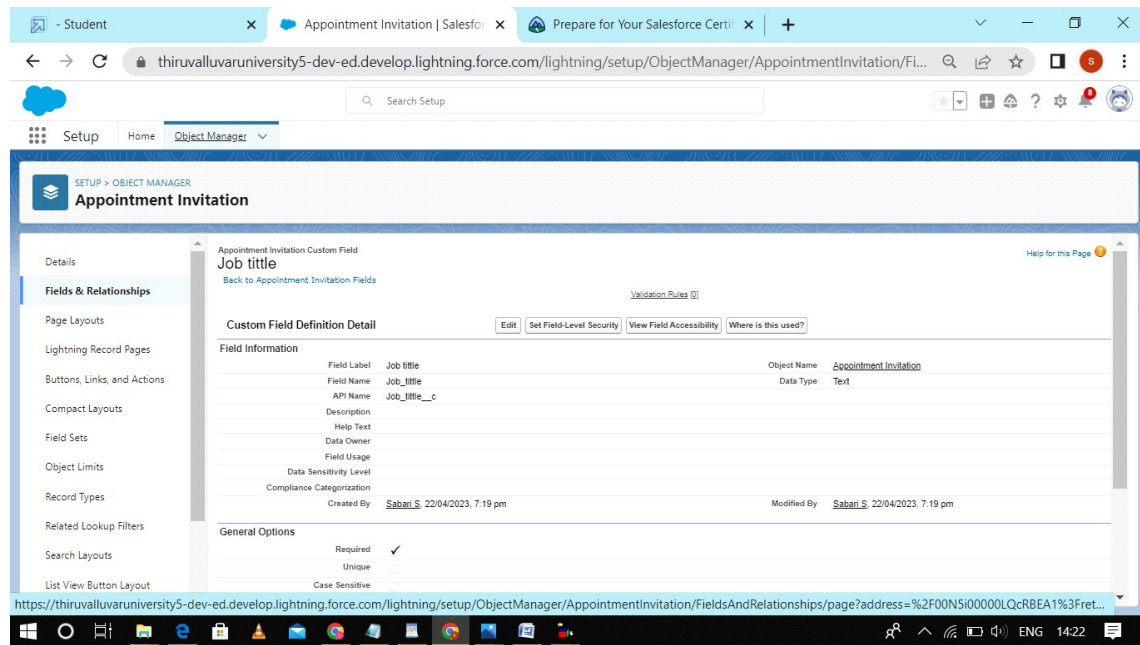 - Student
Appointment Invitation | Salesfor
Prepare for Your Salesforce Certif
thiruvalluvaruniversity5-dev-ed.develop.lightning.force.com/lightning/setup/ObjectManager/AppointmentInvitation/Fi...
S
Search Setup
8
Setup
Home
Object Manager
SETUP > OBJECT MANAGER
Appointment Invitation
Details
Fields & Relationships
Page Layouts
Lightning Record Pages
Buttons, Links, and Actions
Compact Layouts
Field Sets
Object Limits
Record Types
Related Lookup Filters
Search Layouts
List View Button Layout
Appointment Invitation Custom Field
Job tittle
Help for this Page
Back to Appointment Invitation Fields
Validation Rules [0]
Custom Field Definition Detail Edit Set Field-Level Security View Field Accessibility Where is this used?
Field Information
Field Label Job tittle Object Name Appointment Invitation
Field Name Job_tittle Data Type Text
API Name Job_tittle__c
Description
Help Text
Data Owner
Field Usage
Data Sensitivity Level
Compliance Categorization
Created By Sabari S, 22/04/2023, 7:19 pm Modified By Sabari S, 22/04/2023, 7:19 pm
General Options
Required
Unique
Case Sensitive
https://thiruvalluvaruniversity5-dev-ed.develop.lightning.force.com/lightning/setup/ObjectManager/AppointmentInvitation/FieldsAndRelationships/page?address=%2F00N5i00000LQcRBEA1%3Fret...
ENG 14:22